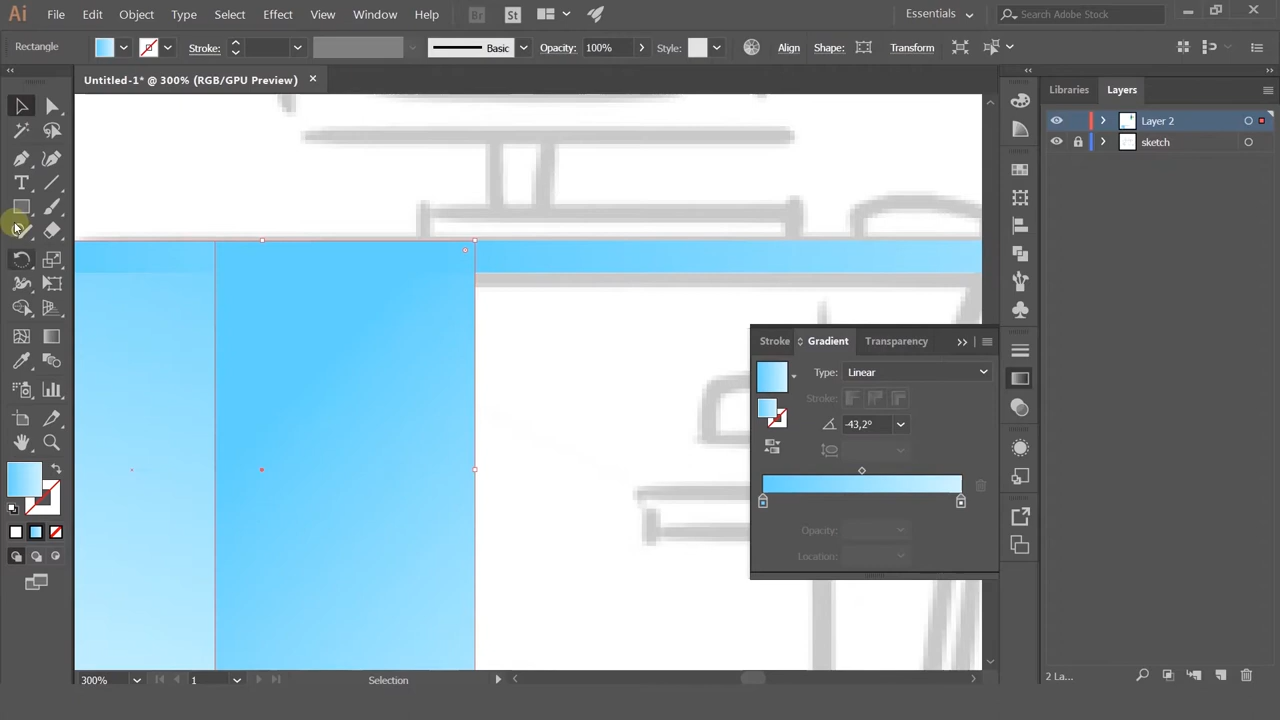 Ai File Edit Object Type Select Effect View Window Help Br St Essentials Search Adobe Stock
Rectangle Stroke: Basic Opacity: 100% Style: Align Shape: Transform
Untitled-1* @ 300% (RGB/GPU Preview)
Libraries Layers
Layer 2
sketch
Stroke Gradient Transparency
Type: Linear
Stroke:
-43,2°
Opacity:
Location:
300% 1 Selection
2 La...